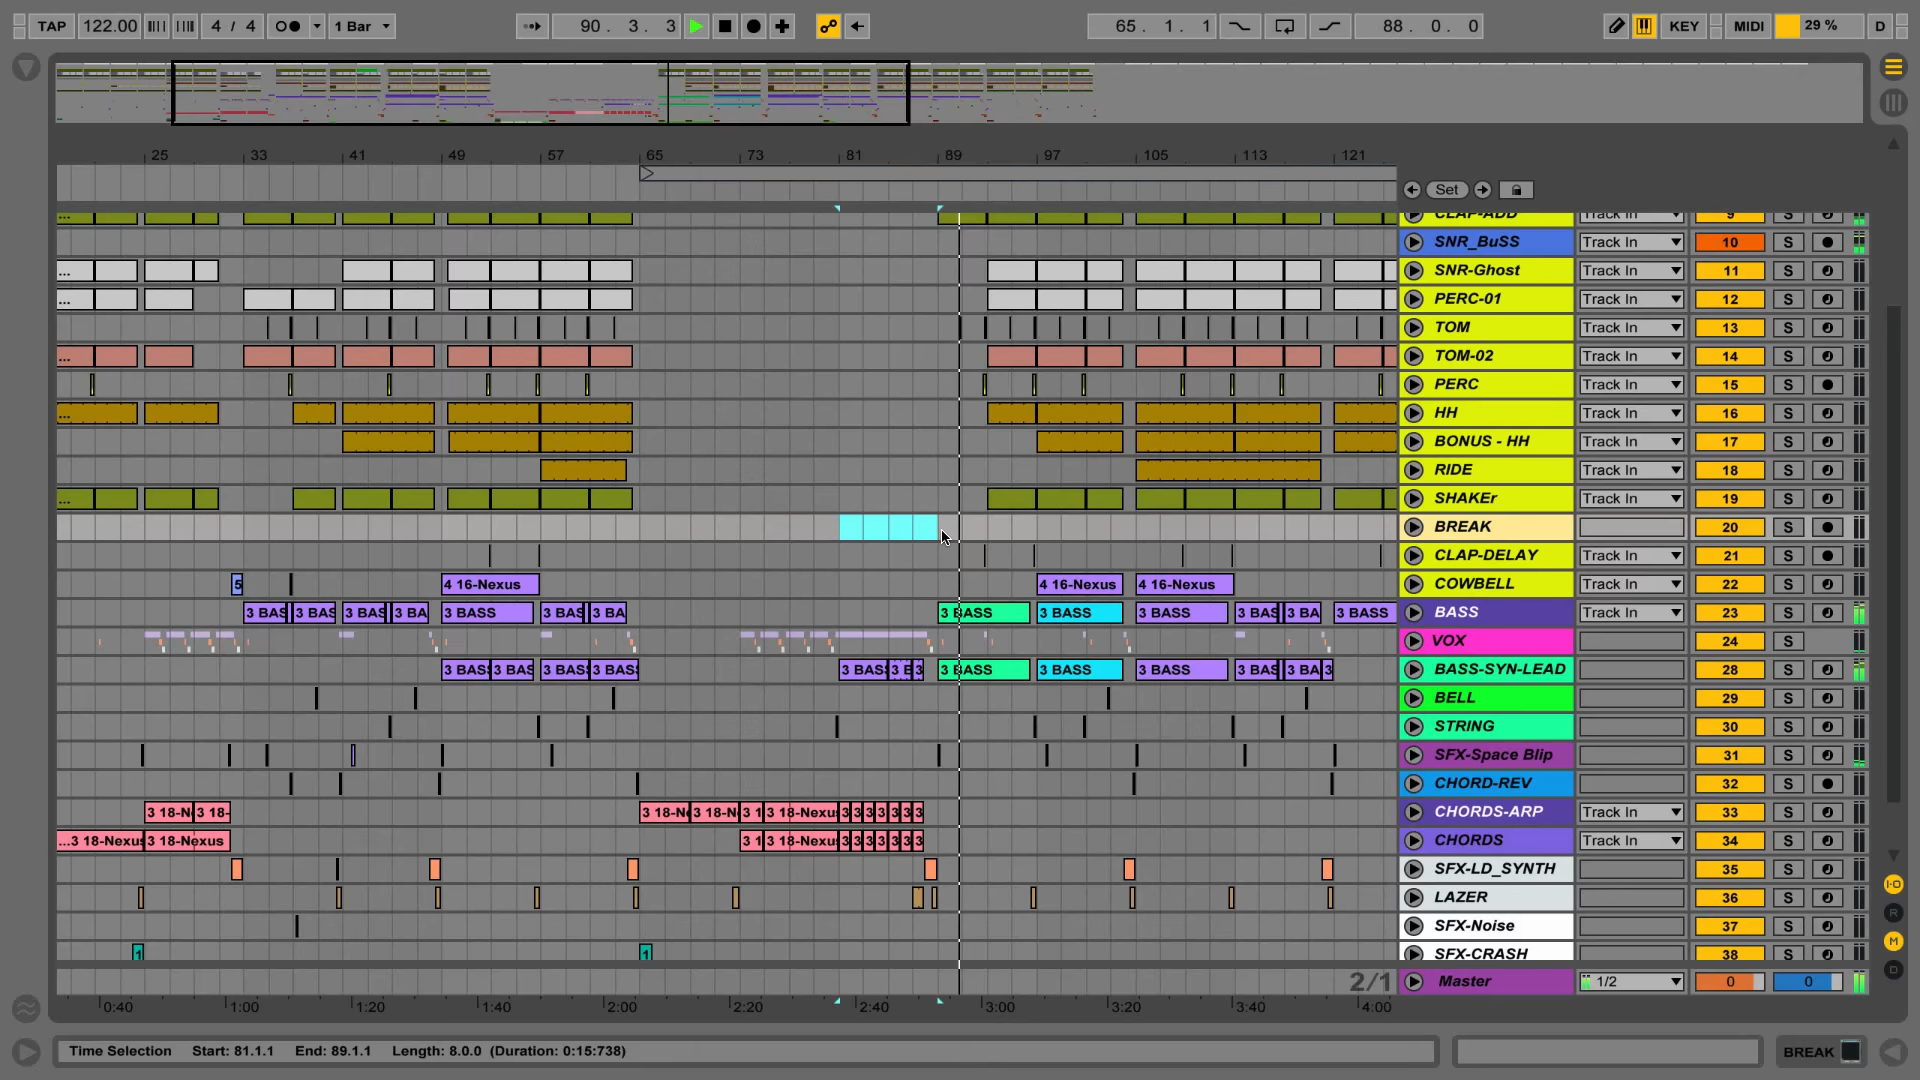 TAP 122.00 4 / 4 1 Bar 90. 3. 3 65. 1. 1 88. 0. 0 KEY MIDI 29 % D
25 33 41 49 57 65 73 81 89 97 105 113 121
Set
... CLAP-ADD Track In 9 S
SNR_BuSS Track In 10 S
... SNR-Ghost Track In 11 S
... PERC-01 Track In 12 S
TOM Track In 13 S
... TOM-02 Track In 14 S
PERC Track In 15 S
... HH Track In 16 S
BONUS - HH Track In 17 S
RIDE Track In 18 S
... SHAKEr Track In 19 S
BREAK 20 S
CLAP-DELAY Track In 21 S
5 4 16-Nexus 4 16-Nexus 4 16-Nexus COWBELL Track In 22 S
3 BAS 3 BAS 3 BAS 3 BA 3 BASS 3 BAS 3 BA 3 BASS 3 BASS 3 BASS 3 BAS 3 BA 3 BASS BASS Track In 23 S
VOX 24 S
3 BAS 3 BAS 3 BAS 3 BASS 3 BAS 3 B 3 3 BASS 3 BASS 3 BASS 3 BAS 3 BA 3 BASS-SYN-LEAD 28 S
BELL 29 S
STRING 30 S
SFX-Space Blip 31 S
CHORD-REV 32 S
3 18-N 3 18- 3 18-N 3 18-N 3 1 3 18-Nexu 3 3 3 3 3 3 3 CHORDS-ARP Track In 33 S
...3 18-Nexus 3 18-Nexus 3 1 3 18-Nexu 3 3 3 3 3 3 3 CHORDS Track In 34 S
SFX-LD_SYNTH 35 S
LAZER 36 S
SFX-Noise 37 S
1 1 SFX-CRASH 38 S
2/1 Master 1/2 0 0
0:40 1:00 1:20 1:40 2:00 2:20 2:40 3:00 3:20 3:40 4:00
I·O
R
M
D
Time Selection Start: 81.1.1 End: 89.1.1 Length: 8.0.0 (Duration: 0:15:738) BREAK